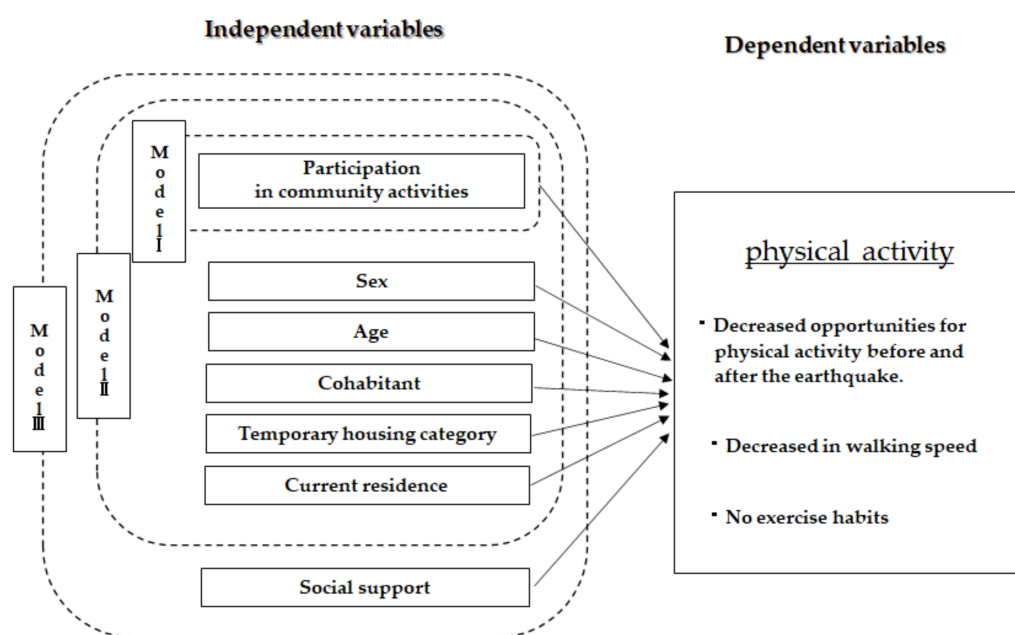 Independent variables
Dependent variables
Model Ⅰ
Participation
in community activities
Model Ⅱ
Sex
Age
Cohabitant
Temporary housing category
Current residence
Model Ⅲ
Social support
physical activity
▪ Decreased opportunities for
physical activity before and
after the earthquake.
▪ Decreased in walking speed
▪ No exercise habits